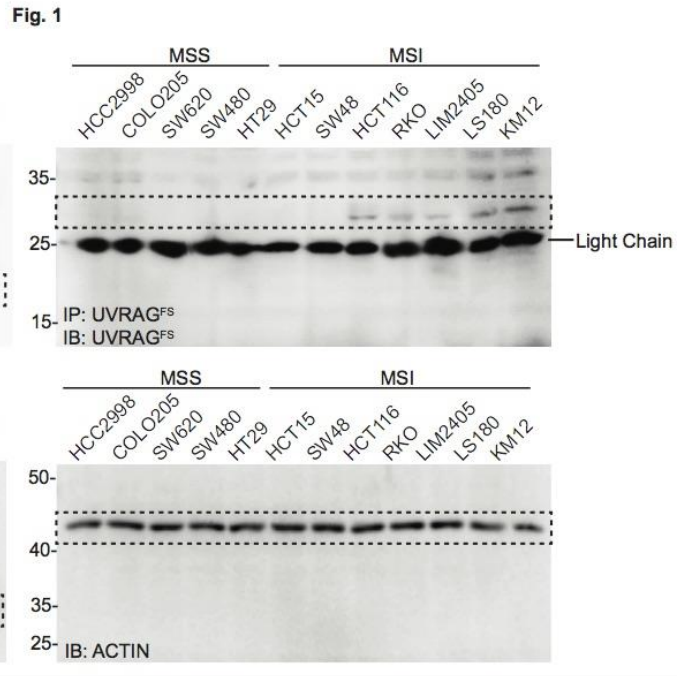 Fig. 1
MSS MSI
HCC2998 COLO205 SW620 SW480 HT29 HCT15 SW48 HCT116 RKO LIM2405 LS180 KM12
35-
25-
Light Chain
15-
IP: UVRAGFS
IB: UVRAGFS
MSS MSI
HCC2998 COLO205 SW620 SW480 HT29 HCT15 SW48 HCT116 RKO LIM2405 LS180 KM12
50-
40-
35-
25-
IB: ACTIN